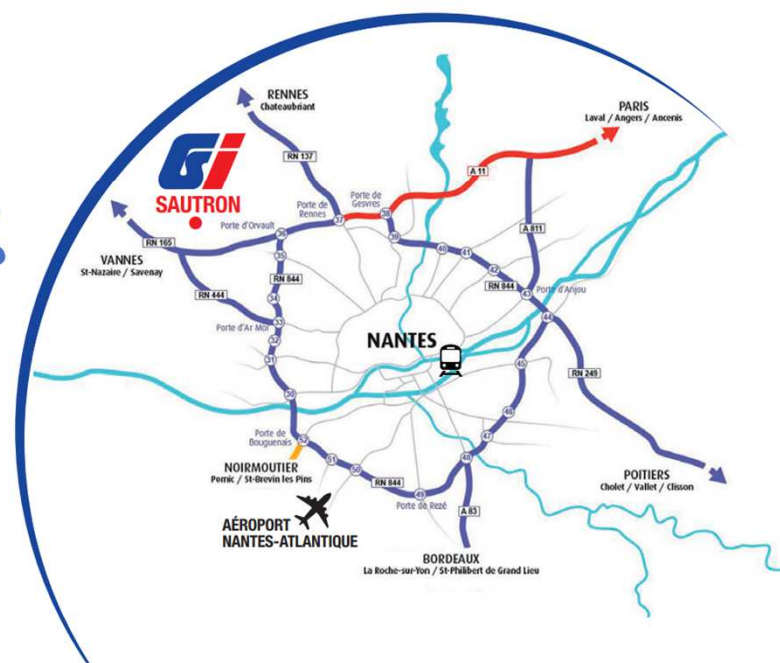 RENNES
Chateaubriant
PARIS
Laval / Angers / Ancenis
RN 137
A 11
GI
SAUTRON
Porte de
Rennes
37
Porte de
Gesvres
38
39
A 811
VANNES
St-Nazaire / Savenay
RN 165
Porte d'Orvault
36
35
RN 844
34
RN 444
Porte d'Ar Mor
33
32
31
30
40
41
42
RN 844
43
Porte d'Anjou
44
NANTES
45
RN 249
46
47
48
Porte de
Bouguenais
52
51
50
RN 844
49
Porte de Rezé
NOIRMOUTIER
Pornic / St-Brevin les Pins
AÉROPORT
NANTES-ATLANTIQUE
A 83
BORDEAUX
La Roche-sur-Yon / St-Philibert de Grand Lieu
POITIERS
Cholet / Vallet / Clisson